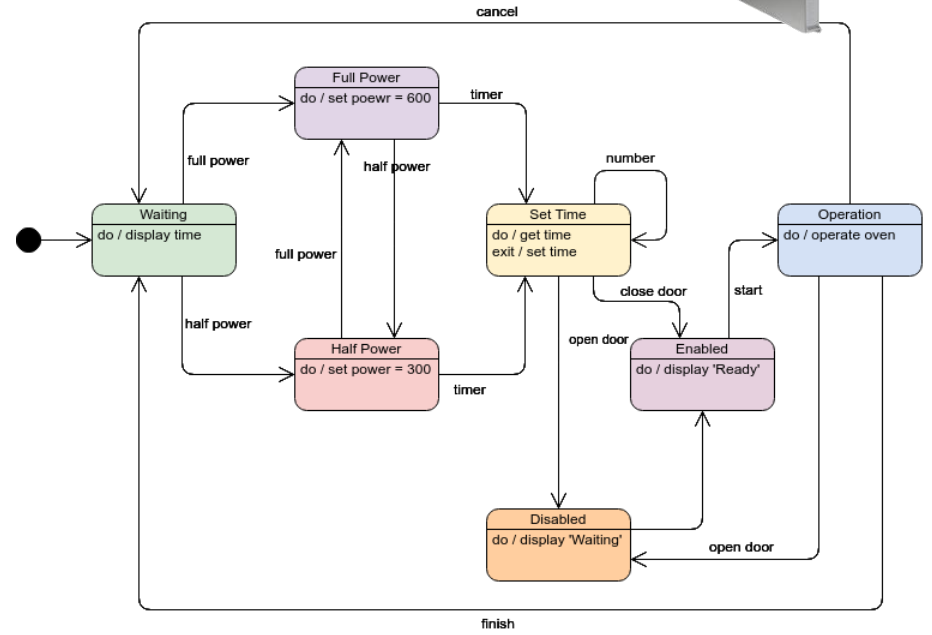 cancel
Full Power
do / set poewr = 600
timer
full power
half power
number
Waiting
do / display time
Set Time
do / get time
exit / set time
Operation
do / operate oven
full power
close door
start
half power
open door
Half Power
do / set power = 300
timer
Enabled
do / display 'Ready'
Disabled
do / display 'Waiting'
open door
finish